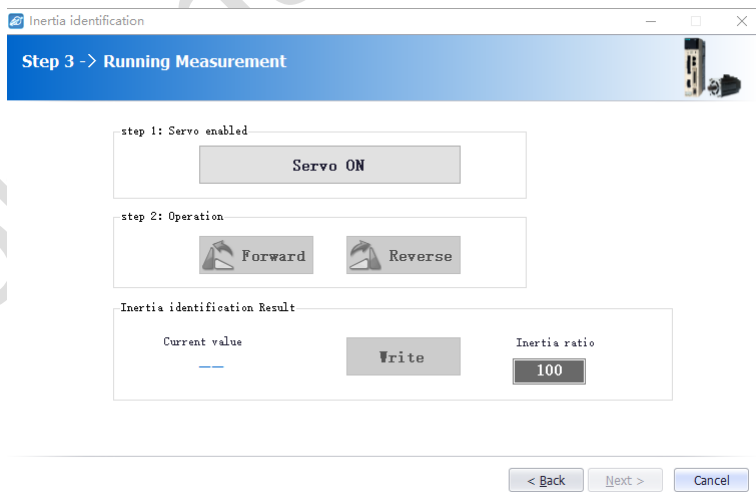 Inertia identification
Step 3 -> Running Measurement
step 1: Servo enabled
Servo ON
step 2: Operation
Forward
Reverse
Inertia identification Result
Current value
Inertia ratio
——
Write
100
< Back
Next >
Cancel